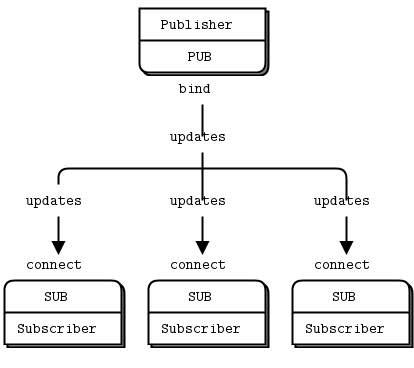 Publisher
PUB
bind
updates
updates updates updates
connect connect connect
SUB SUB SUB
Subscriber Subscriber Subscriber